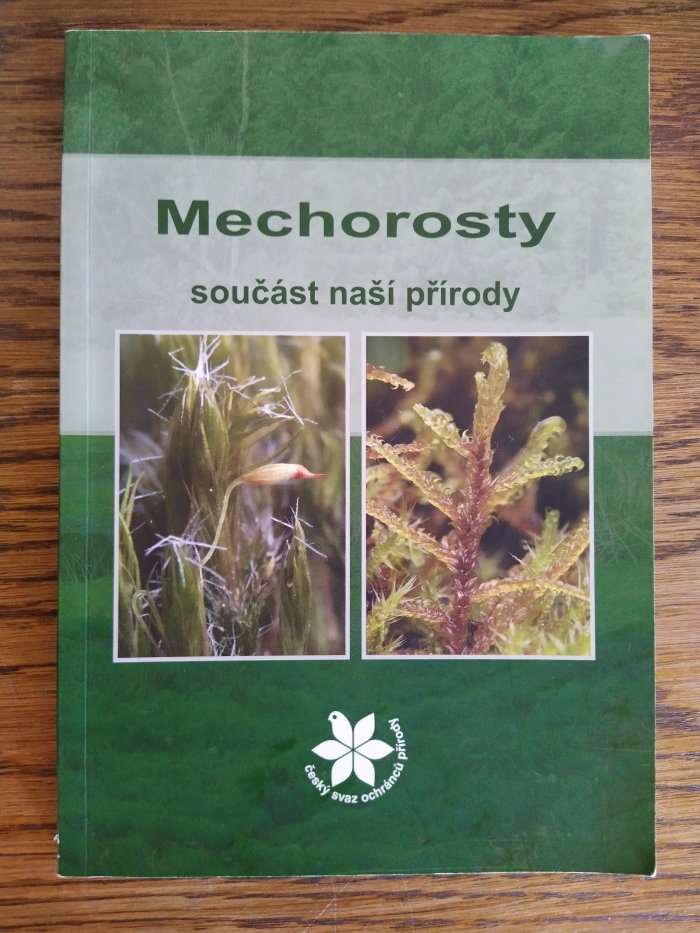 Mechorosty
součást naší přírody
český svaz ochránců přírody